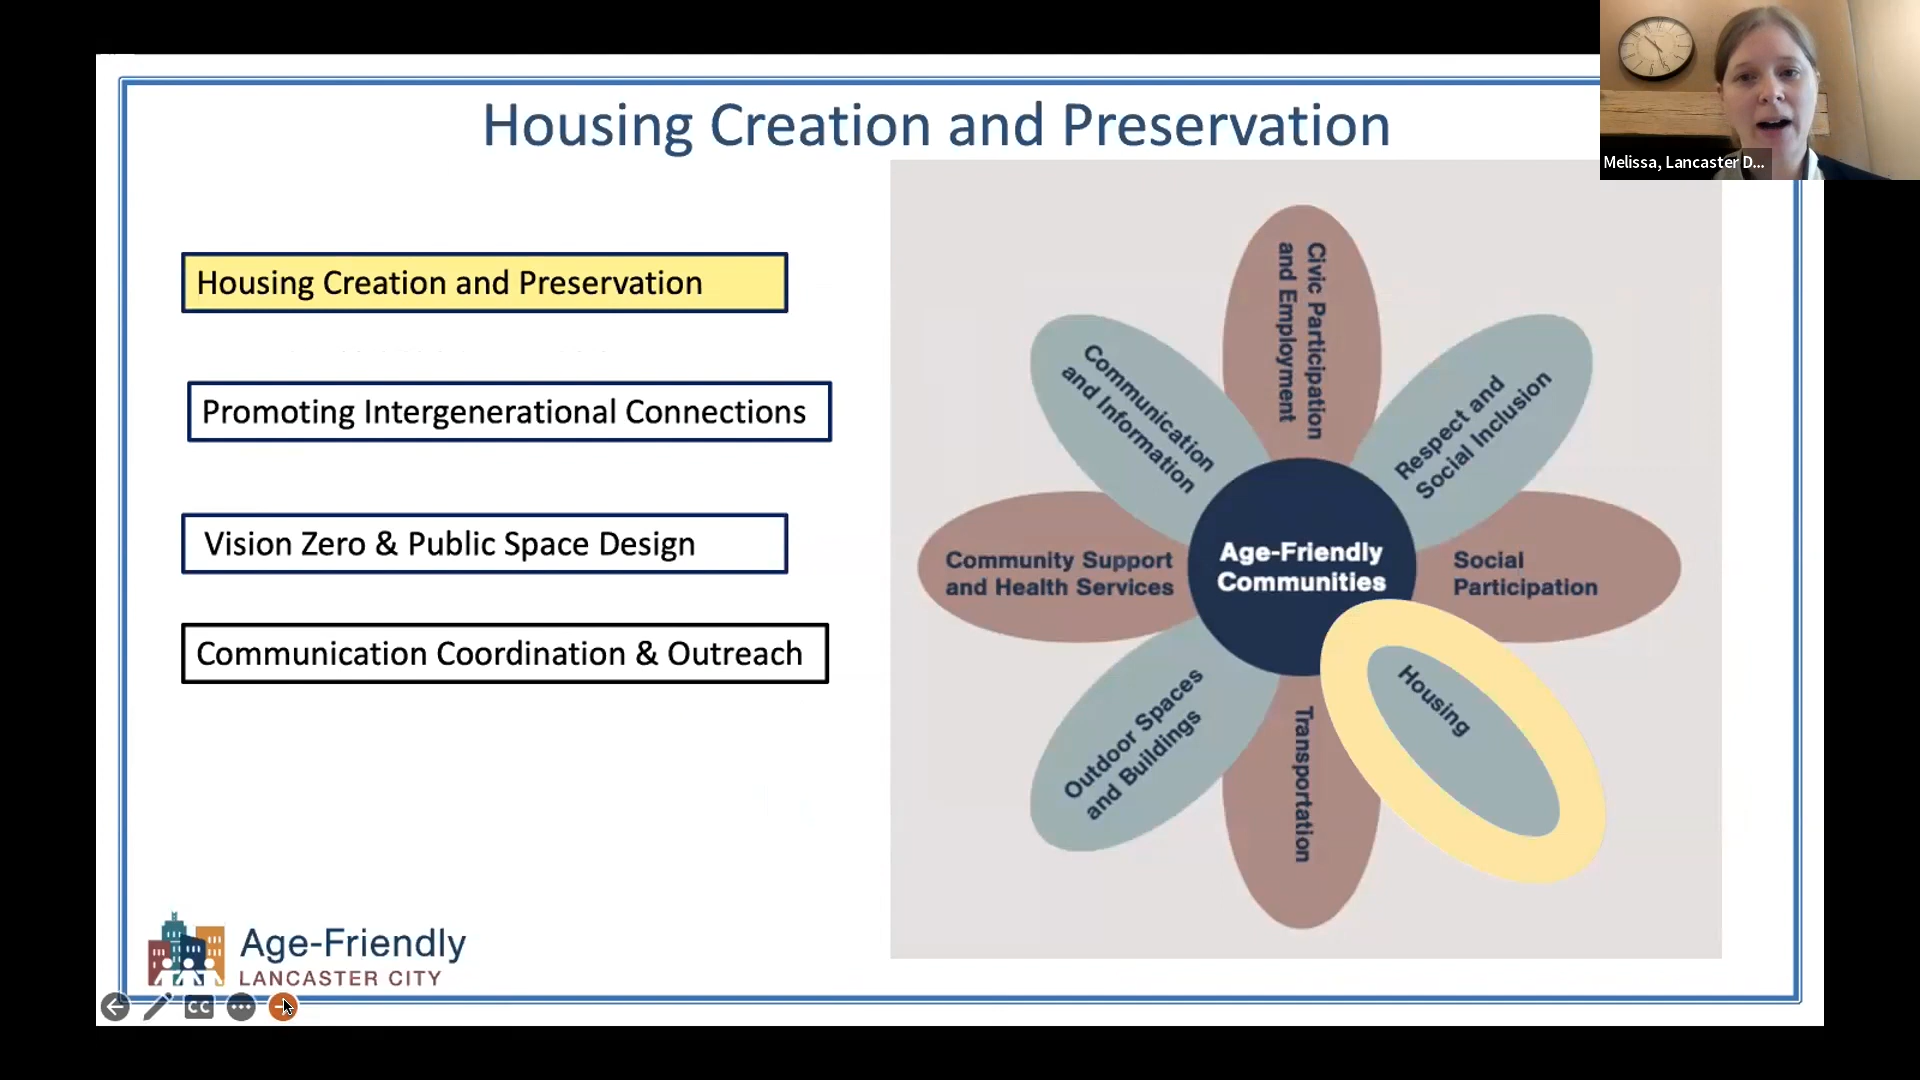 Housing Creation and Preservation
Melissa, Lancaster D...
Housing Creation and Preservation
Promoting Intergenerational Connections
Vision Zero & Public Space Design
Communication Coordination & Outreach
Civic Participation
and Employment
Communication
and Information
Respect and
Social Inclusion
Community Support
and Health Services
Age-Friendly
Communities
Social
Participation
Outdoor Spaces
and Buildings
Transportation
Housing
Age-Friendly
LANCASTER CITY
CC